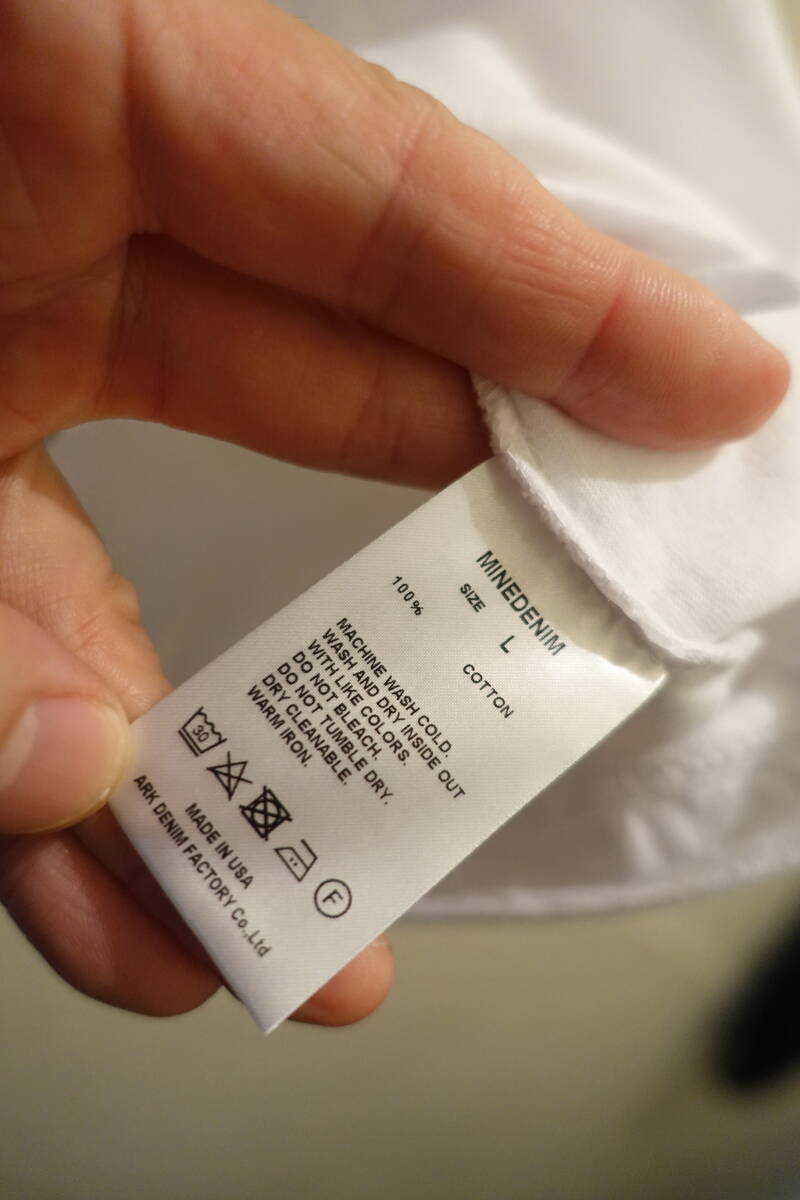 MINEDENIM
SIZE L
100% COTTON
MACHINE WASH COLD.
WASH AND DRY INSIDE OUT
WITH LIKE COLORS.
DO NOT BLEACH.
DO NOT TUMBLE DRY.
DRY CLEANABLE.
WARM IRON.
30
F
MADE IN USA
ARK DENIM FACTORY Co.,Ltd